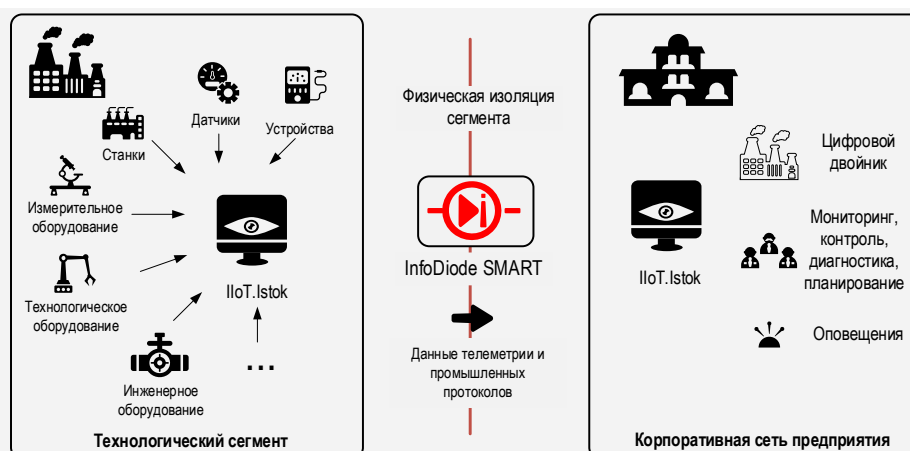 Датчики
Устройства
Станки
Измерительное
оборудование
IIoT.Istok
Технологическое
оборудование
...
Инженерное
оборудование
Технологический сегмент
Физическая изоляция
сегмента
InfoDiode SMART
Данные телеметрии и
промышленных
протоколов
Цифровой
двойник
IIoT.Istok
Мониторинг,
контроль,
диагностика,
планирование
Оповещения
Корпоративная сеть предприятия